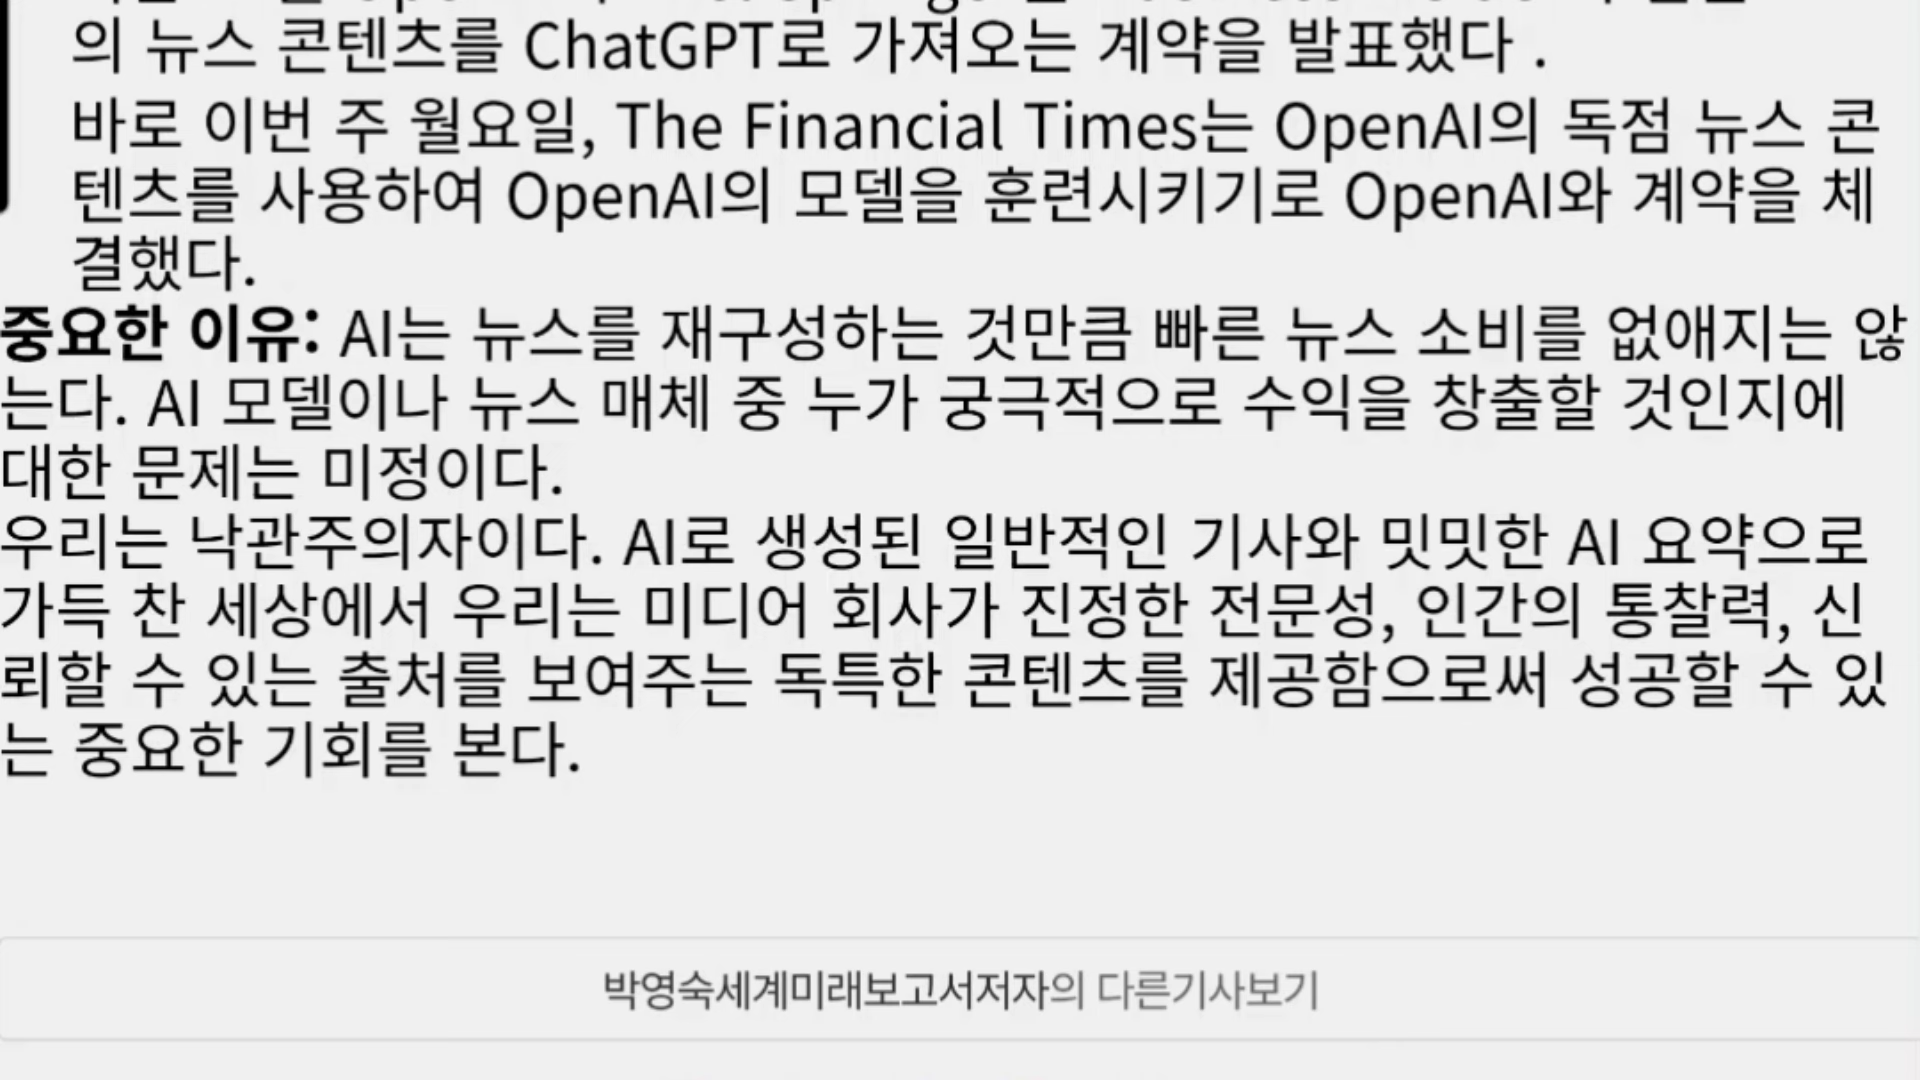 의 뉴스 콘텐츠를 ChatGPT로 가져오는 계약을 발표했다 .
바로 이번 주 월요일, The Financial Times는 OpenAI의 독점 뉴스 콘
텐츠를 사용하여 OpenAI의 모델을 훈련시키기로 OpenAI와 계약을 체
결했다.
중요한 이유: AI는 뉴스를 재구성하는 것만큼 빠른 뉴스 소비를 없애지는 않
는다. AI 모델이나 뉴스 매체 중 누가 궁극적으로 수익을 창출할 것인지에
대한 문제는 미정이다.
우리는 낙관주의자이다. AI로 생성된 일반적인 기사와 밋밋한 AI 요약으로
가득 찬 세상에서 우리는 미디어 회사가 진정한 전문성, 인간의 통찰력, 신
뢰할 수 있는 출처를 보여주는 독특한 콘텐츠를 제공함으로써 성공할 수 있
는 중요한 기회를 본다.
박영숙세계미래보고서저자의 다른기사보기